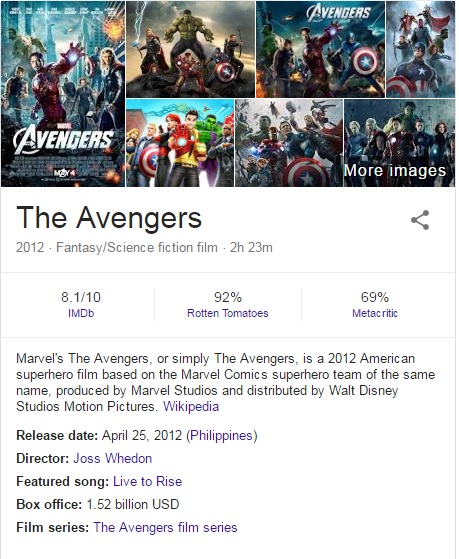 MARVEL
AVENGERS
MAY 4
AVENGERS
More images
The Avengers
2012 · Fantasy/Science fiction film · 2h 23m
8.1/10
IMDb
92%
Rotten Tomatoes
69%
Metacritic
Marvel's The Avengers, or simply The Avengers, is a 2012 American
superhero film based on the Marvel Comics superhero team of the same
name, produced by Marvel Studios and distributed by Walt Disney
Studios Motion Pictures. Wikipedia
Release date: April 25, 2012 (Philippines)
Director: Joss Whedon
Featured song: Live to Rise
Box office: 1.52 billion USD
Film series: The Avengers film series